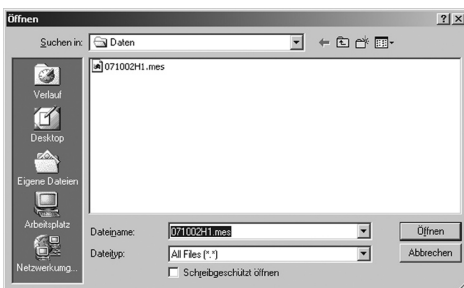 Öffnen
Suchen in: Daten
071002H1.mes
Verlauf
Desktop
Eigene Dateien
Arbeitsplatz
Netzwerkumg...
Dateiname: 071002H1.mes Öffnen
Dateityp: All Files (*.*) Abbrechen
Schreibgeschützt öffnen